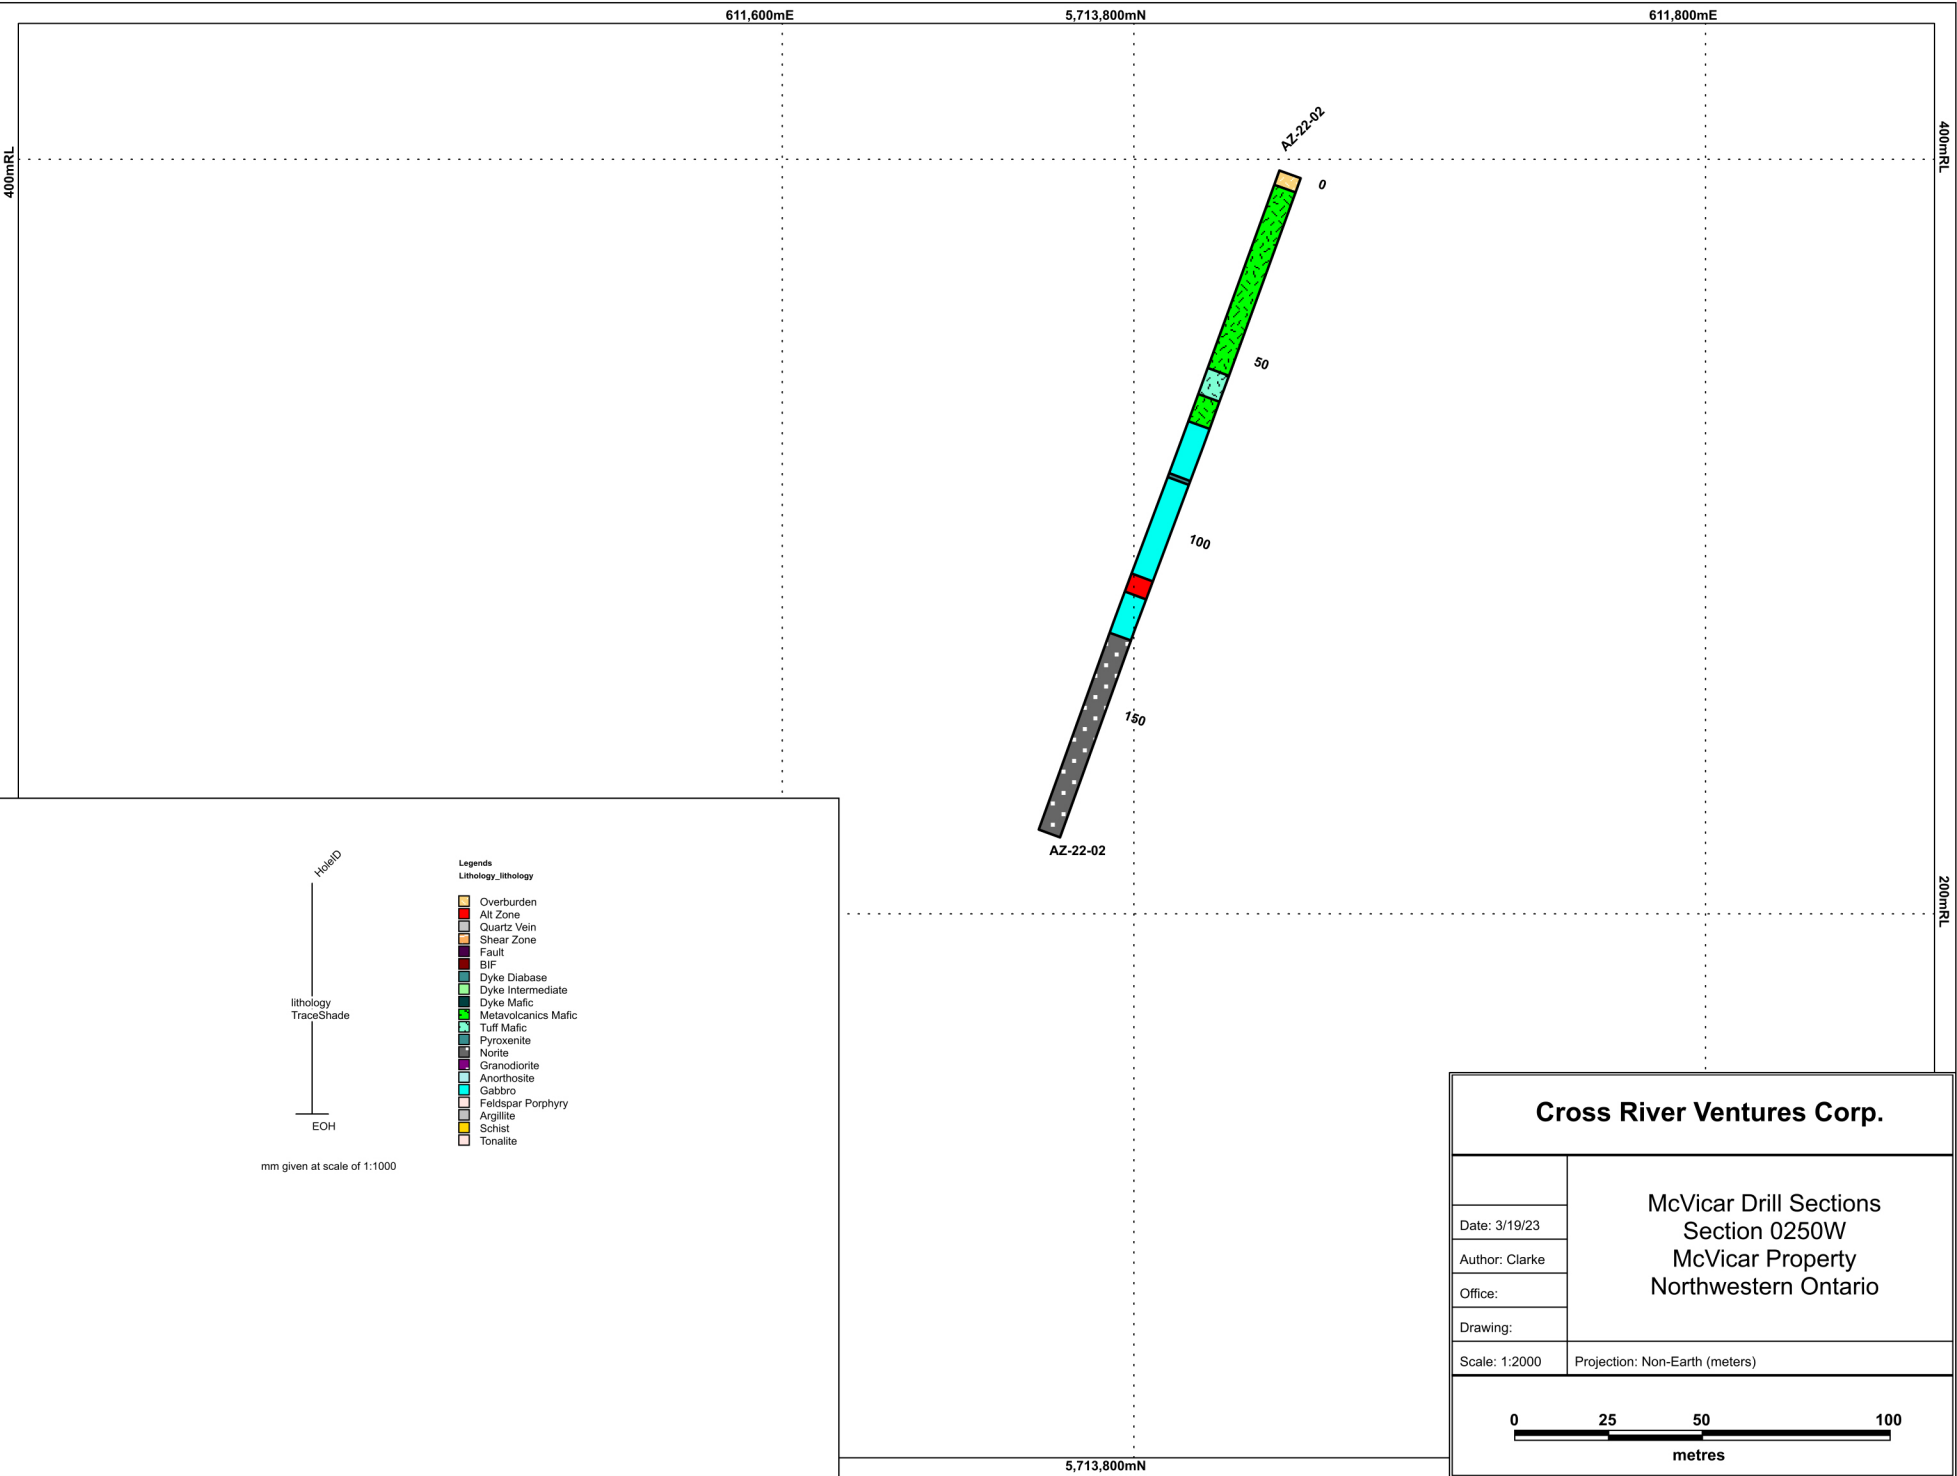 611,600mE
5,713,800mN
611,800mE
400mRL
400mRL
AZ-22-02
0
50
100
150
AZ-22-02
200mRL
HoleID
lithology
TraceShade
EOH
mm given at scale of 1:1000
Legends
Lithology_lithology
Overburden
Alt Zone
Quartz Vein
Shear Zone
Fault
BIF
Dyke Diabase
Dyke Intermediate
Dyke Mafic
Metavolcanics Mafic
Tuff Mafic
Pyroxenite
Norite
Granodiorite
Anorthosite
Gabbro
Feldspar Porphyry
Argillite
Schist
Tonalite
Cross River Ventures Corp.
McVicar Drill Sections
Section 0250W
McVicar Property
Northwestern Ontario
Date: 3/19/23
Author: Clarke
Office:
Drawing:
Scale: 1:2000
Projection: Non-Earth (meters)
0 25 50 100
metres
5,713,800mN